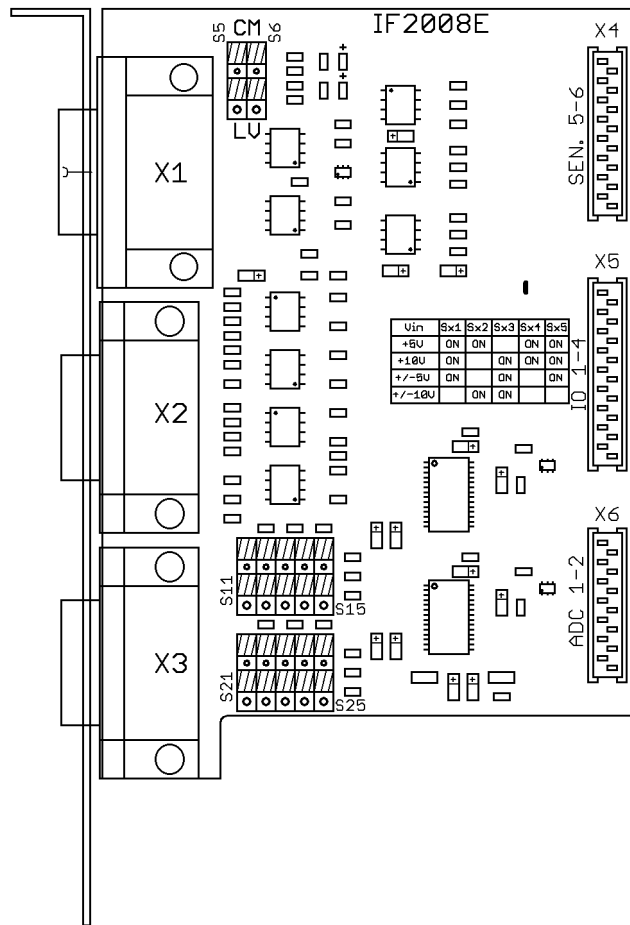 IF2008E
S5 CM S6
LV
X4
SEN. 5-6
X1
X5
IO 1-4
Vin Sx1 Sx2 Sx3 Sx4 Sx5
+5V ON ON ON ON
+10V ON ON ON ON
+/-5V ON ON ON
+/-10V ON ON
X2
X6
ADC 1-2
S11
S15
X3
S21
S25